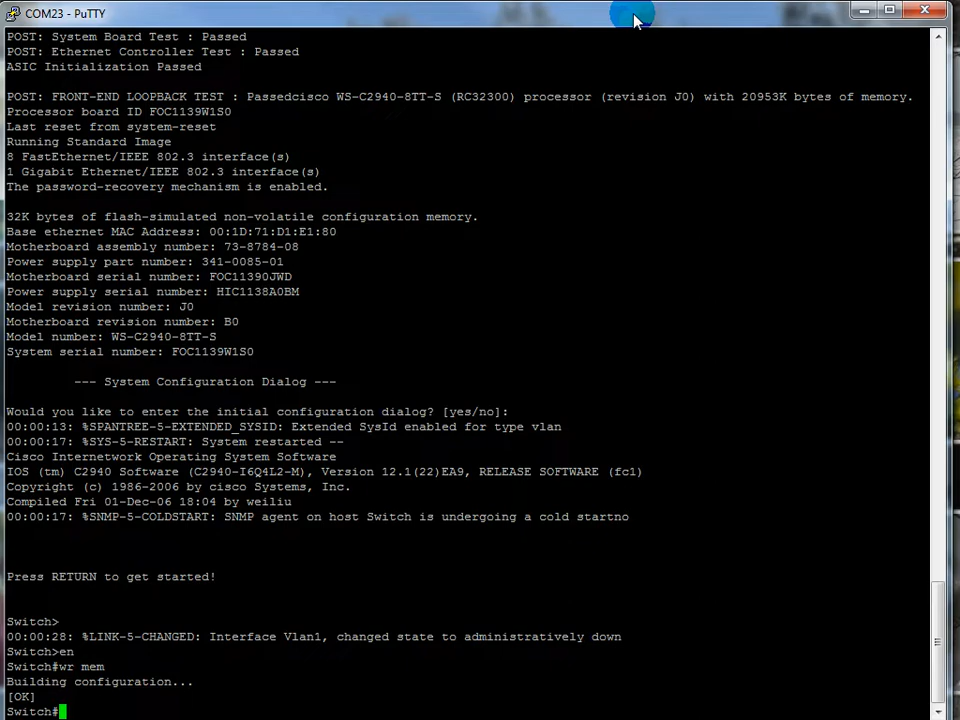 COM23 - PuTTY
POST: System Board Test : Passed
POST: Ethernet Controller Test : Passed
ASIC Initialization Passed
POST: FRONT-END LOOPBACK TEST : Passedcisco WS-C2940-8TT-S (RC32300) processor (revision J0) with 20953K bytes of memory.
Processor board ID FOC1139W1S0
Last reset from system-reset
Running Standard Image
8 FastEthernet/IEEE 802.3 interface(s)
1 Gigabit Ethernet/IEEE 802.3 interface(s)
The password-recovery mechanism is enabled.
32K bytes of flash-simulated non-volatile configuration memory.
Base ethernet MAC Address: 00:1D:71:D1:E1:80
Motherboard assembly number: 73-8784-08
Power supply part number: 341-0085-01
Motherboard serial number: FOC11390JWD
Power supply serial number: HIC1138A0BM
Model revision number: J0
Motherboard revision number: B0
Model number: WS-C2940-8TT-S
System serial number: FOC1139W1S0
--- System Configuration Dialog ---
Would you like to enter the initial configuration dialog? [yes/no]:
00:00:13: %SPANTREE-5-EXTENDED_SYSID: Extended SysId enabled for type vlan
00:00:17: %SYS-5-RESTART: System restarted --
Cisco Internetwork Operating System Software
IOS (tm) C2940 Software (C2940-I6Q4L2-M), Version 12.1(22)EA9, RELEASE SOFTWARE (fc1)
Copyright (c) 1986-2006 by cisco Systems, Inc.
Compiled Fri 01-Dec-06 18:04 by weiliu
00:00:17: %SNMP-5-COLDSTART: SNMP agent on host Switch is undergoing a cold startno
Press RETURN to get started!
Switch>
00:00:28: %LINK-5-CHANGED: Interface Vlan1, changed state to administratively down
Switch>en
Switch#wr mem
Building configuration...
[OK]
Switch#